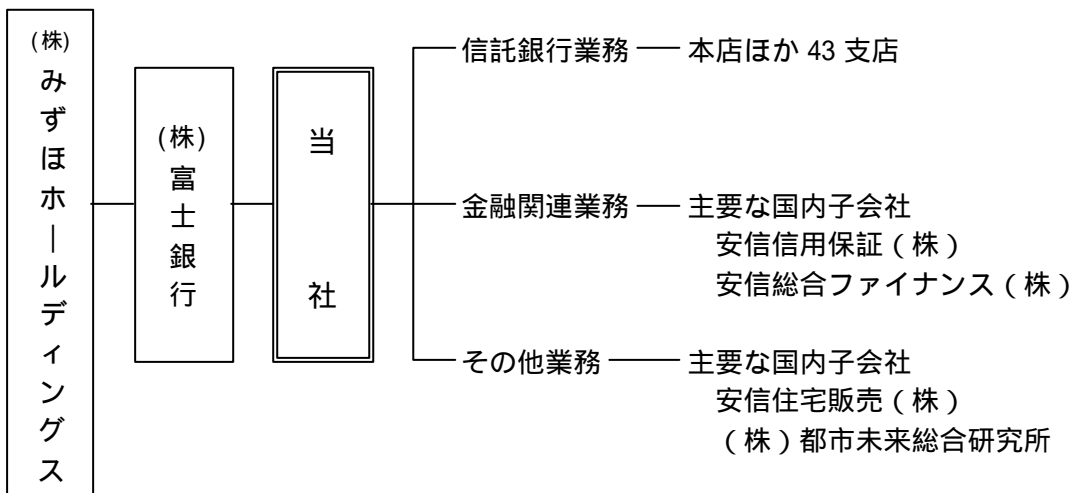 (株)みずほホールディングス
(株)富士銀行
当社
信託銀行業務
本店ほか 43 支店
金融関連業務
主要な国内子会社
安信信用保証（株）
安信総合ファイナンス（株）
その他業務
主要な国内子会社
安信住宅販売（株）
（株）都市未来総合研究所